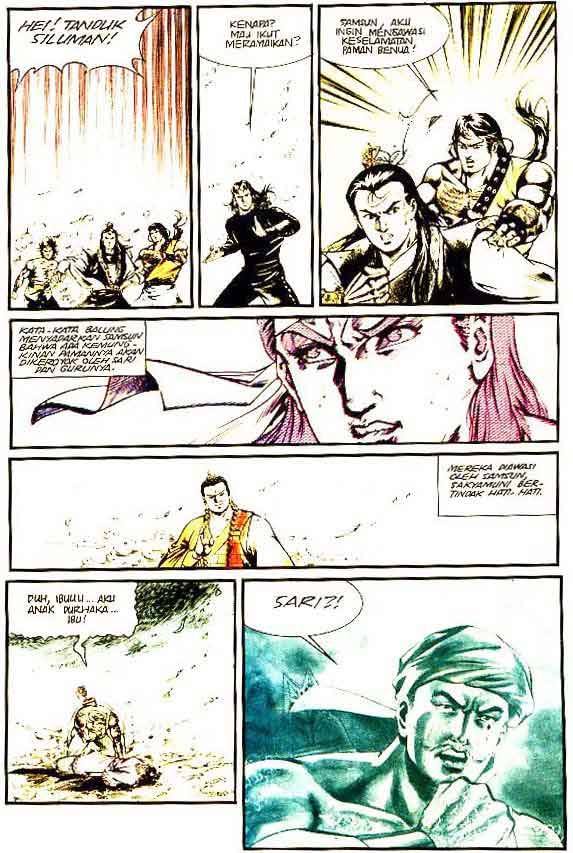 HEI! TANDUK
SILUMAN!
KENAPA?
MAU IKUT
MERAMAIKAN?
SAMSUN, AKU
INGIN MENGAWASI
KESELAMATAN
PAMAN BENUA!
KATA-KATA BALUNG
MENYADARKAN SAMSUN
BAHWA ADA KEMUNG-
KINAN PAMANNYA AKAN
DIKEROYOK OLEH SARI
DAN GURUNYA.
MEREKA DIAWASI
OLEH SAMSUN,
SAKYAMUNI BER-
TINDAK HATI-HATI.
DUH, IBUUU... AKU
ANAK DURHAKA...
IBU!
SARI?!